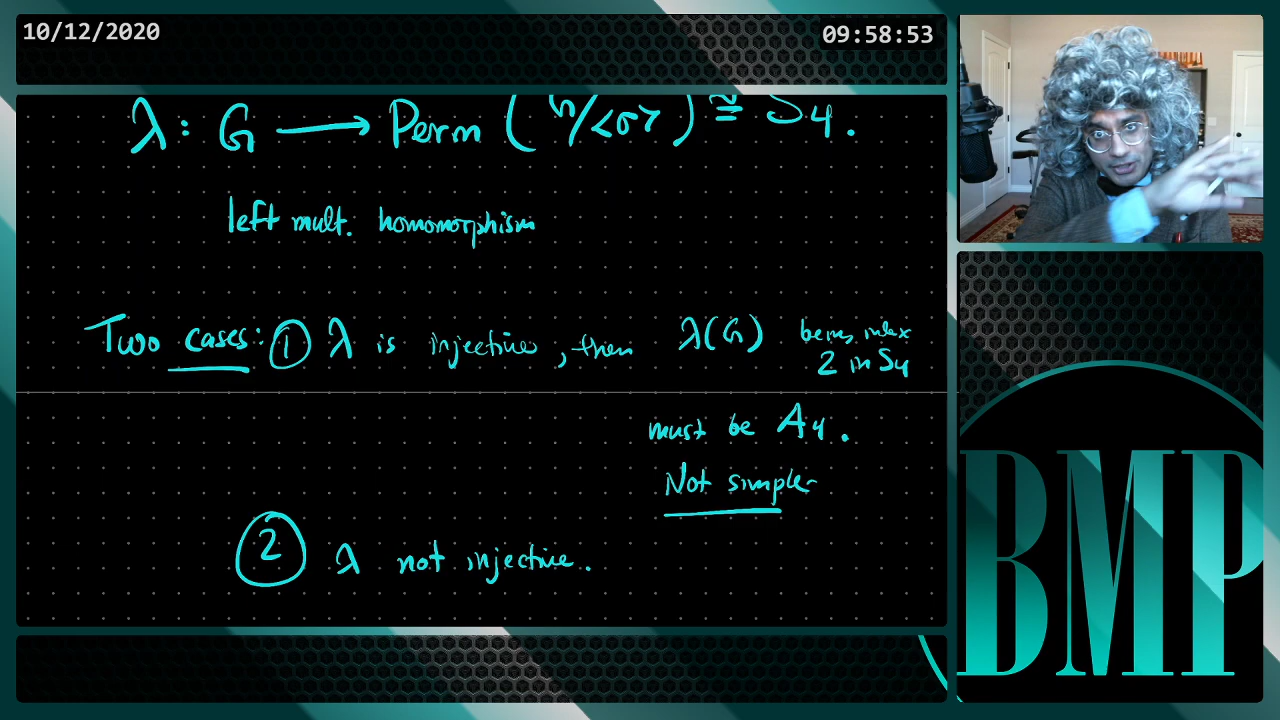 10/12/2020
09:58:53
λ: G → Perm (G/<σ>) ≅ S4.
left mult. homomorphism
Two cases: ① λ is injective, then λ(G) being index
2 in S4
must be A4.
Not simple
② λ not injective.
BMP